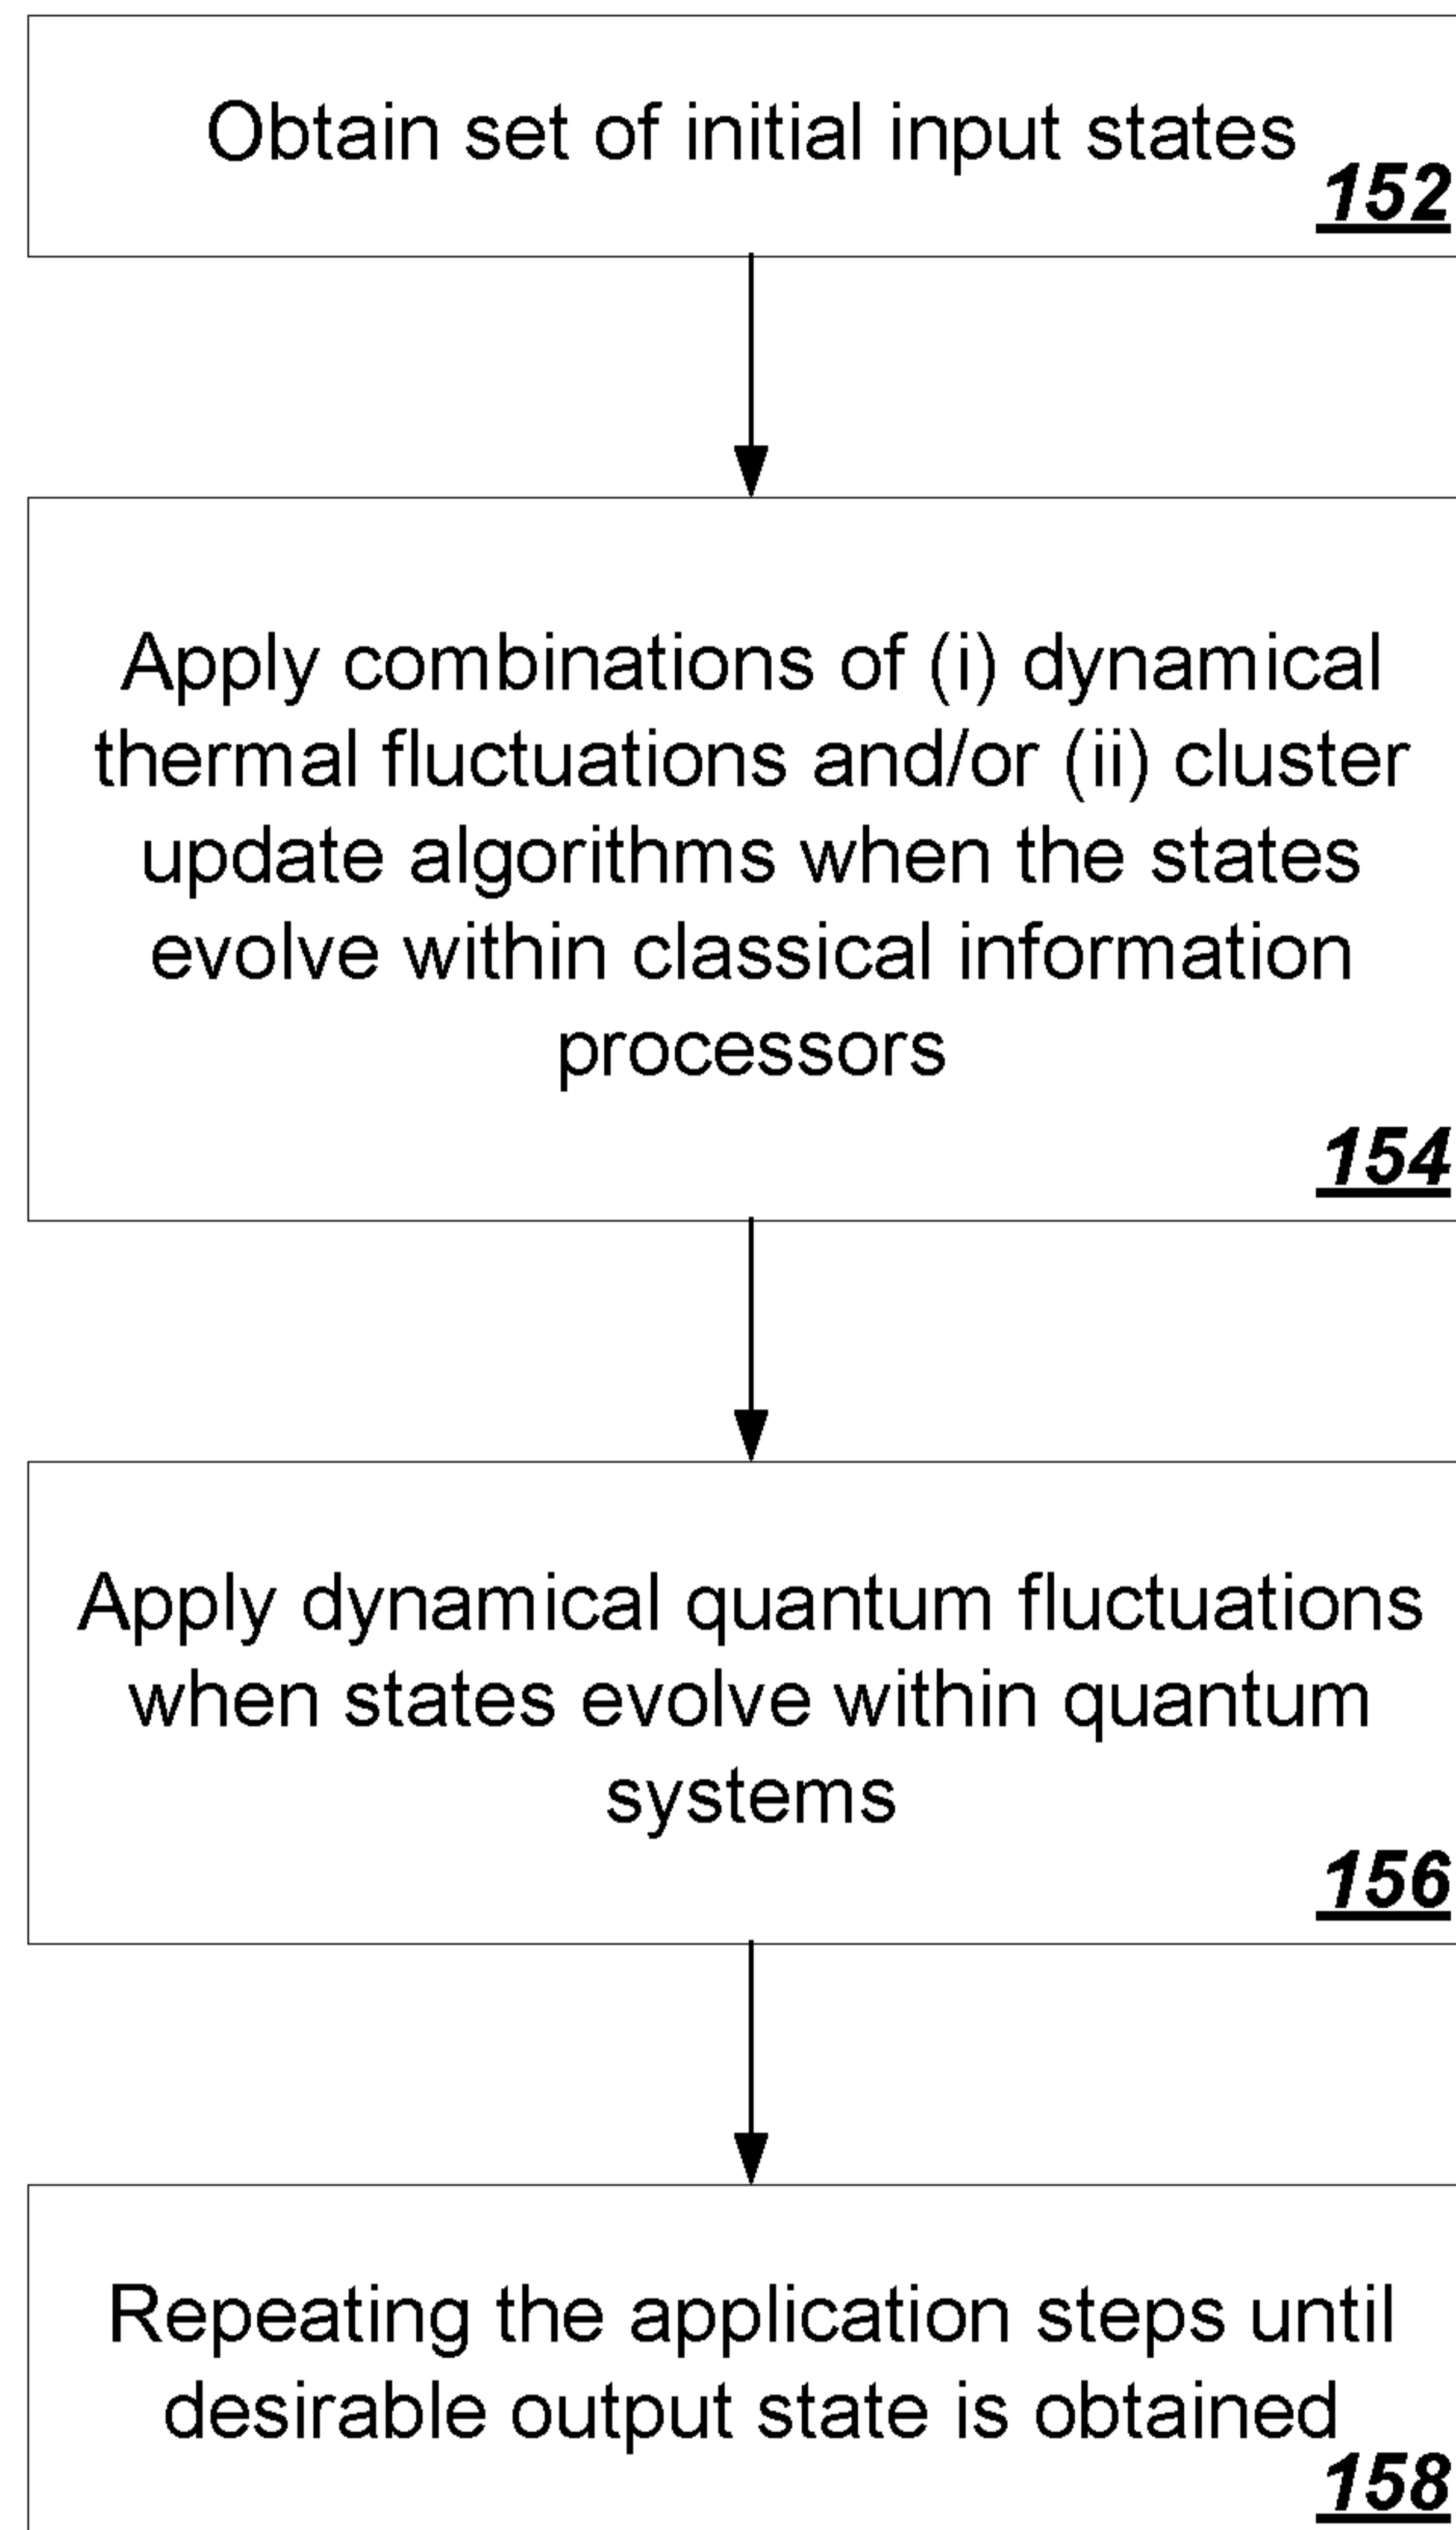 Obtain set of initial input states
152
Apply combinations of (i) dynamical
thermal fluctuations and/or (ii) cluster
update algorithms when the states
evolve within classical information
processors
154
Apply dynamical quantum fluctuations
when states evolve within quantum
systems
156
Repeating the application steps until
desirable output state is obtained
158